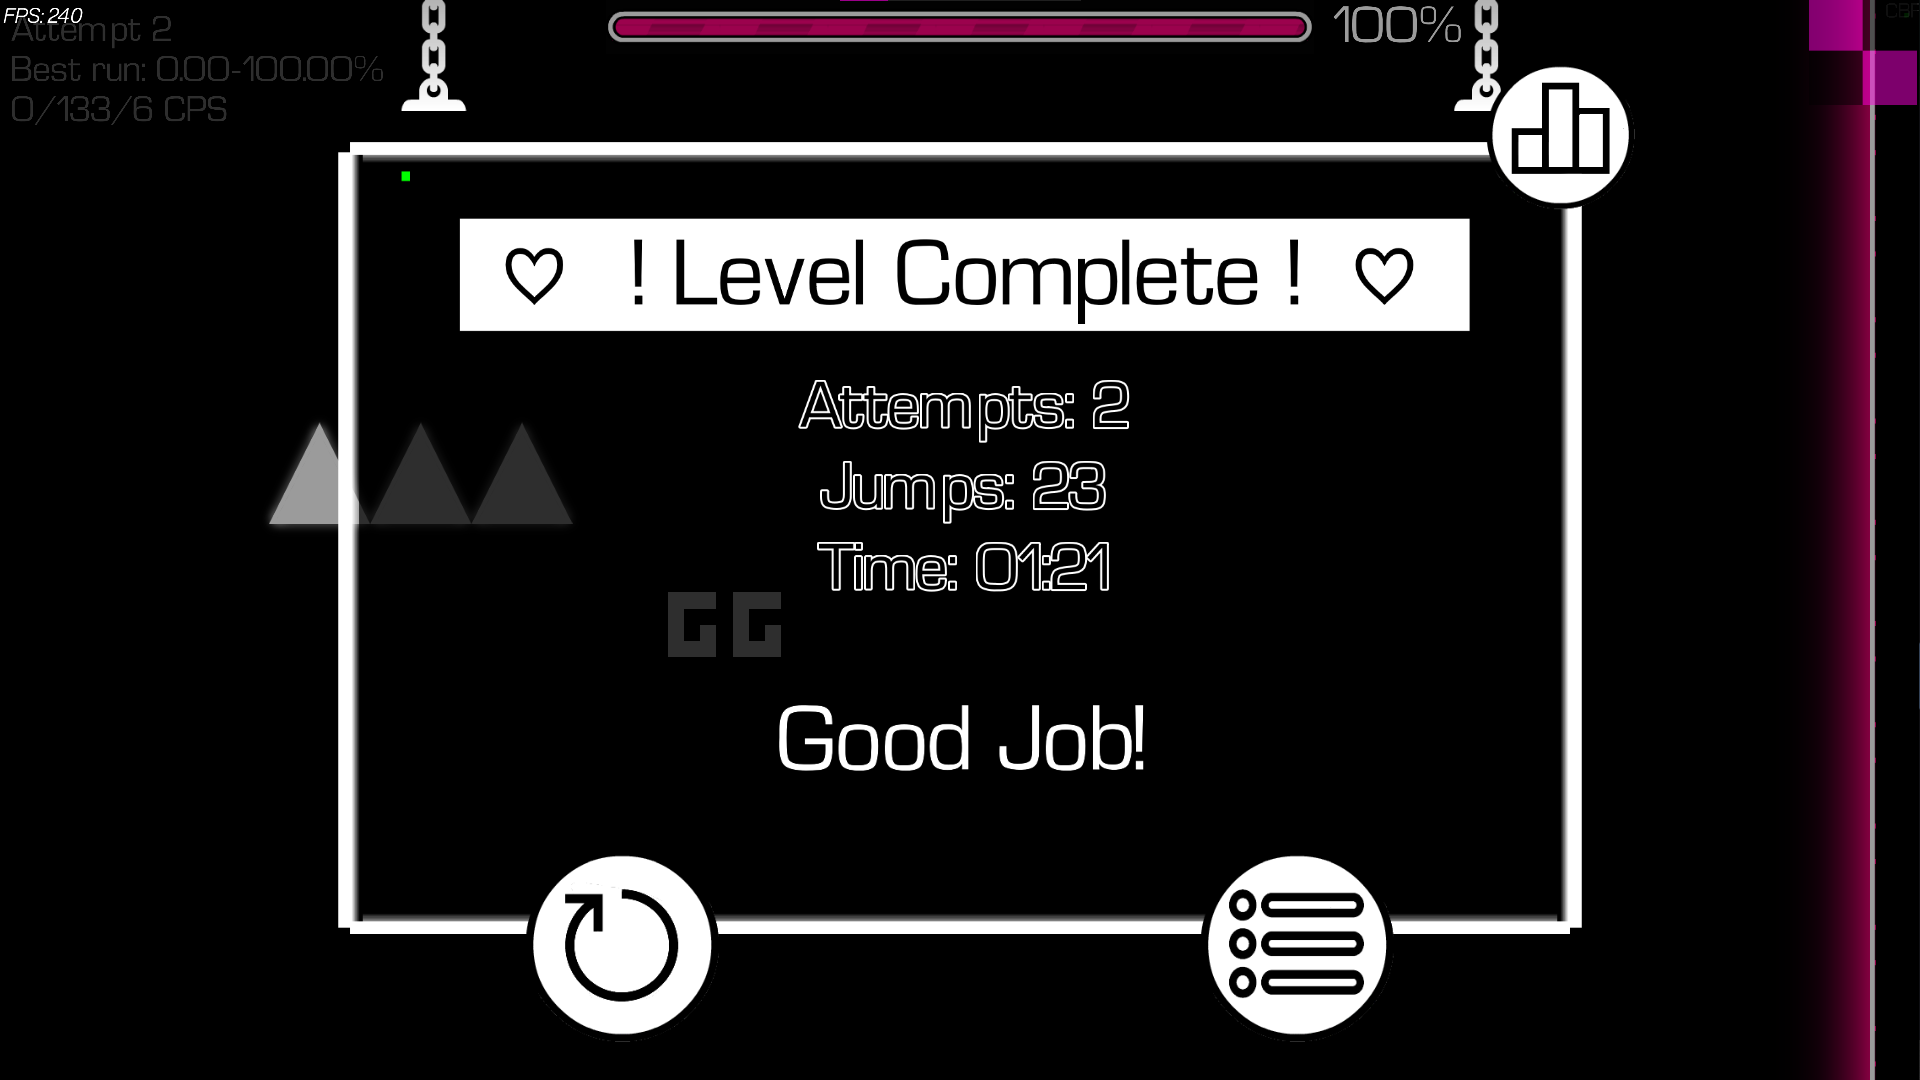 FPS: 240
Attempt 2
Best run: 0.00-100.00%
0/133/6 CPS
100%
CBF
! Level Complete !
Attempts: 2
Jumps: 23
Time: 01:21
GG
Good Job!